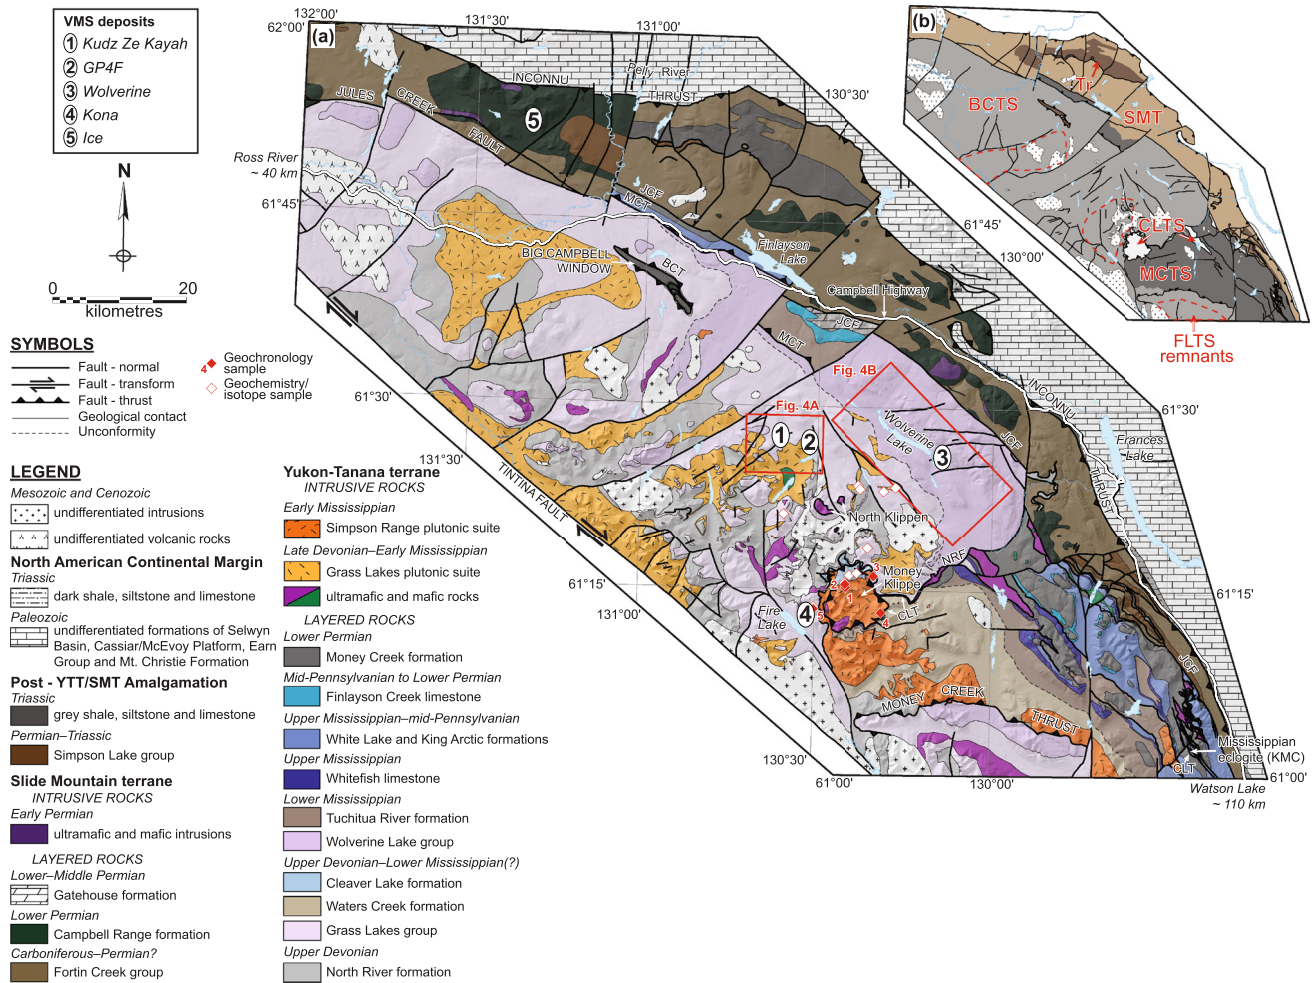 VMS deposits
1 Kudz Ze Kayah
2 GP4F
3 Wolverine
4 Kona
5 Ice
N
0 20
kilometres
SYMBOLS
Fault - normal
Fault - transform
Fault - thrust
Geological contact
Unconformity
4 Geochronology
sample
Geochemistry/
isotope sample
LEGEND
Mesozoic and Cenozoic
undifferentiated intrusions
undifferentiated volcanic rocks
North American Continental Margin
Triassic
dark shale, siltstone and limestone
Paleozoic
undifferentiated formations of Selwyn
Basin, Cassiar/McEvoy Platform, Earn
Group and Mt. Christie Formation
Post - YTT/SMT Amalgamation
Triassic
grey shale, siltstone and limestone
Permian–Triassic
Simpson Lake group
Slide Mountain terrane
INTRUSIVE ROCKS
Early Permian
ultramafic and mafic intrusions
LAYERED ROCKS
Lower–Middle Permian
Gatehouse formation
Lower Permian
Campbell Range formation
Carboniferous–Permian?
Fortin Creek group
Yukon-Tanana terrane
INTRUSIVE ROCKS
Early Mississippian
Simpson Range plutonic suite
Late Devonian–Early Mississippian
Grass Lakes plutonic suite
ultramafic and mafic rocks
LAYERED ROCKS
Lower Permian
Money Creek formation
Mid-Pennsylvanian to Lower Permian
Finlayson Creek limestone
Upper Mississippian–mid-Pennsylvanian
White Lake and King Arctic formations
Upper Mississippian
Whitefish limestone
Lower Mississippian
Tuchitua River formation
Wolverine Lake group
Upper Devonian–Lower Mississippian(?)
Cleaver Lake formation
Waters Creek formation
Grass Lakes group
Upper Devonian
North River formation
132°00'
62°00'
131°30'
131°00'
130°30'
(a)
Pelly River
INCONNU
THRUST
JULES
CREEK
FAULT
5
Ross River
~ 40 km
61°45'
JCF
MCT
61°45'
130°00'
Finlayson
Lake
BIG CAMPBELL
WINDOW
BCT
Campbell Highway
JCF
MCT
Fig. 4B
Fig. 4A
61°30'
INCONNU
61°30'
1
2
Wolverine
Lake
3
JCF
Frances
Lake
131°30'
TINTINA FAULT
THRUST
North Klippen
NRF
Money
Klippe
3
2
1
4
5
CLT
61°15'
131°00'
Fire
Lake
4
61°15'
JCF
MONEY
CREEK
THRUST
Mississippian
eclogite (KMC)
CLT
130°30'
61°00'
130°00'
61°00'
Watson Lake
~ 110 km
(b)
BCTS
Tr
SMT
CLTS
MCTS
FLTS
remnants